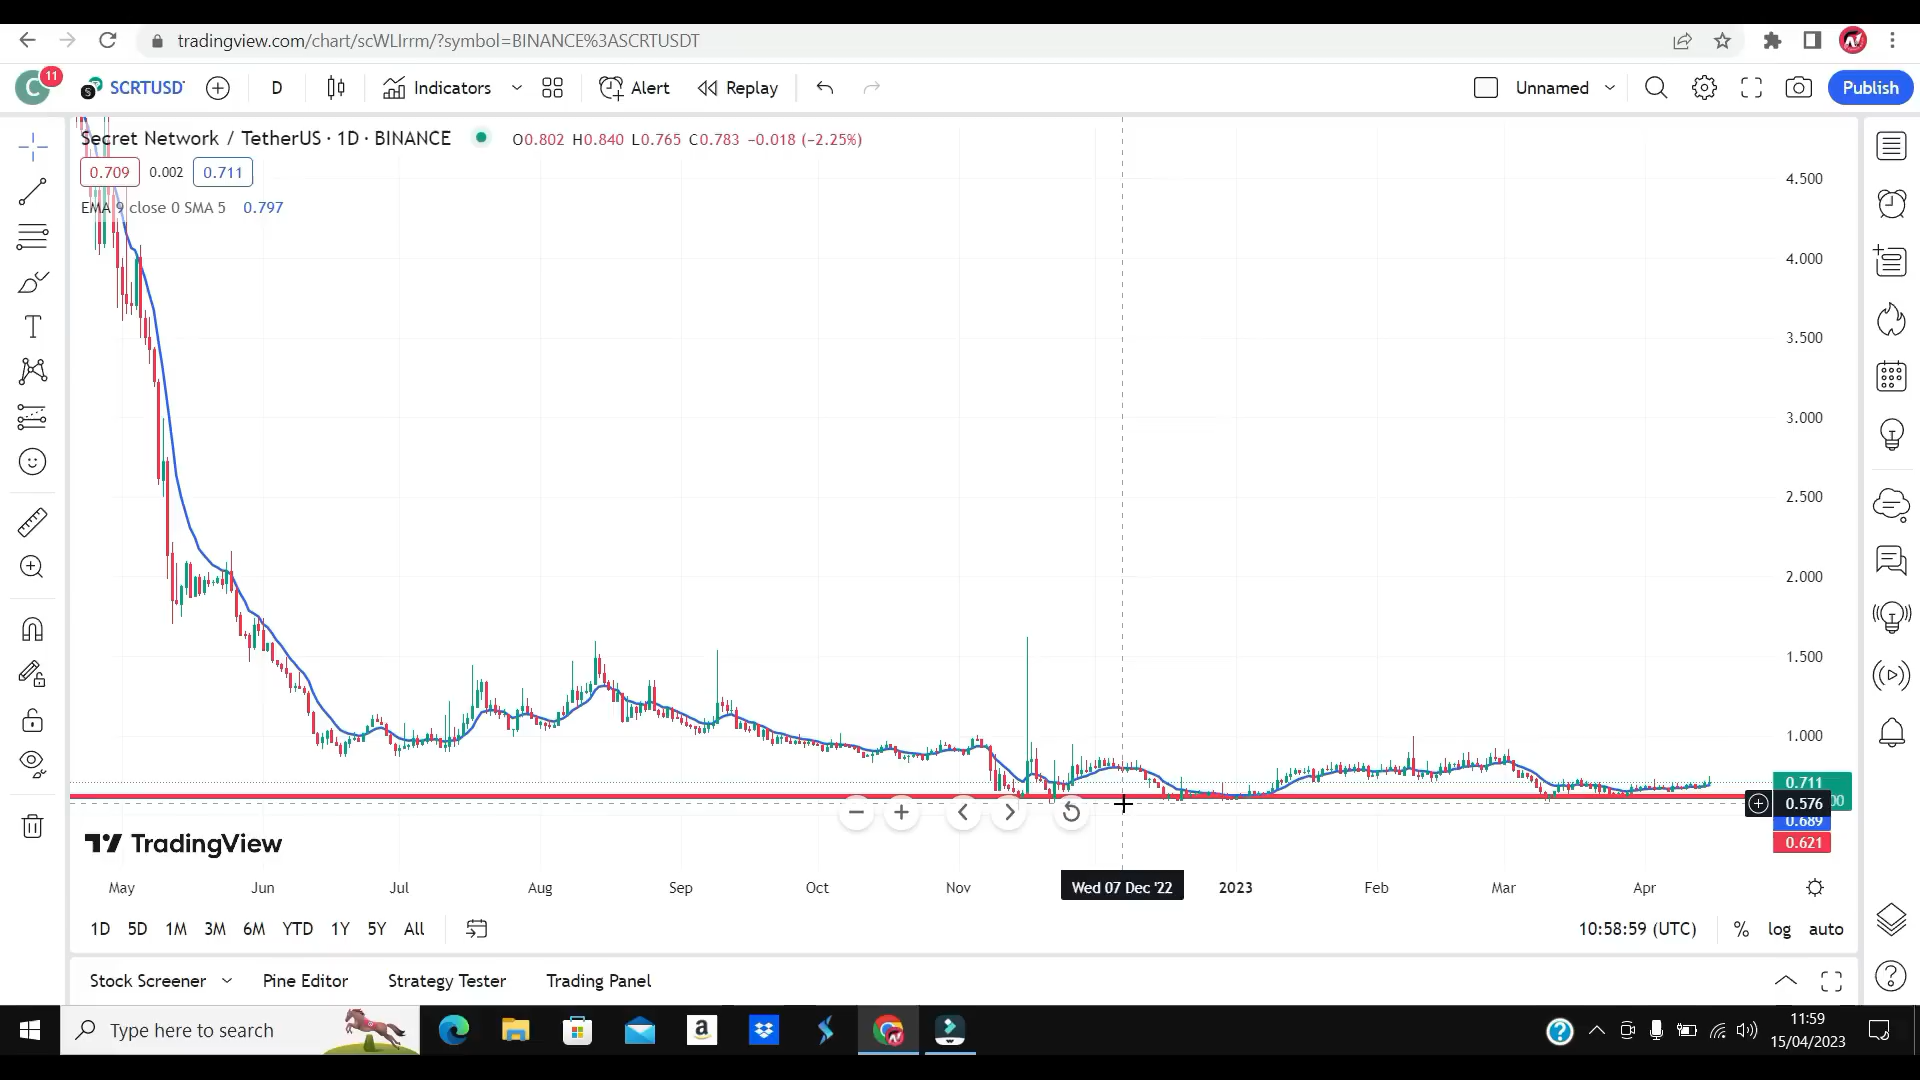 tradingview.com/chart/scWLIrrm/?symbol=BINANCE%3ASCRTUSDT
C 11 SCRTUSDT D Indicators Alert Replay Unnamed Publish
Secret Network / TetherUS · 1D · BINANCE O0.802 H0.840 L0.765 C0.783 −0.018 (−2.25%)
0.709 0.002 0.711
EMA 9 close 0 SMA 5 0.797
4.500
4.000
3.500
3.000
2.500
2.000
1.500
1.000
0.711
0.576 00
0.689
0.621
TradingView
May Jun Jul Aug Sep Oct Nov Wed 07 Dec '22 2023 Feb Mar Apr
1D 5D 1M 3M 6M YTD 1Y 5Y All 10:58:59 (UTC) % log auto
Stock Screener Pine Editor Strategy Tester Trading Panel
Type here to search
11:59
15/04/2023